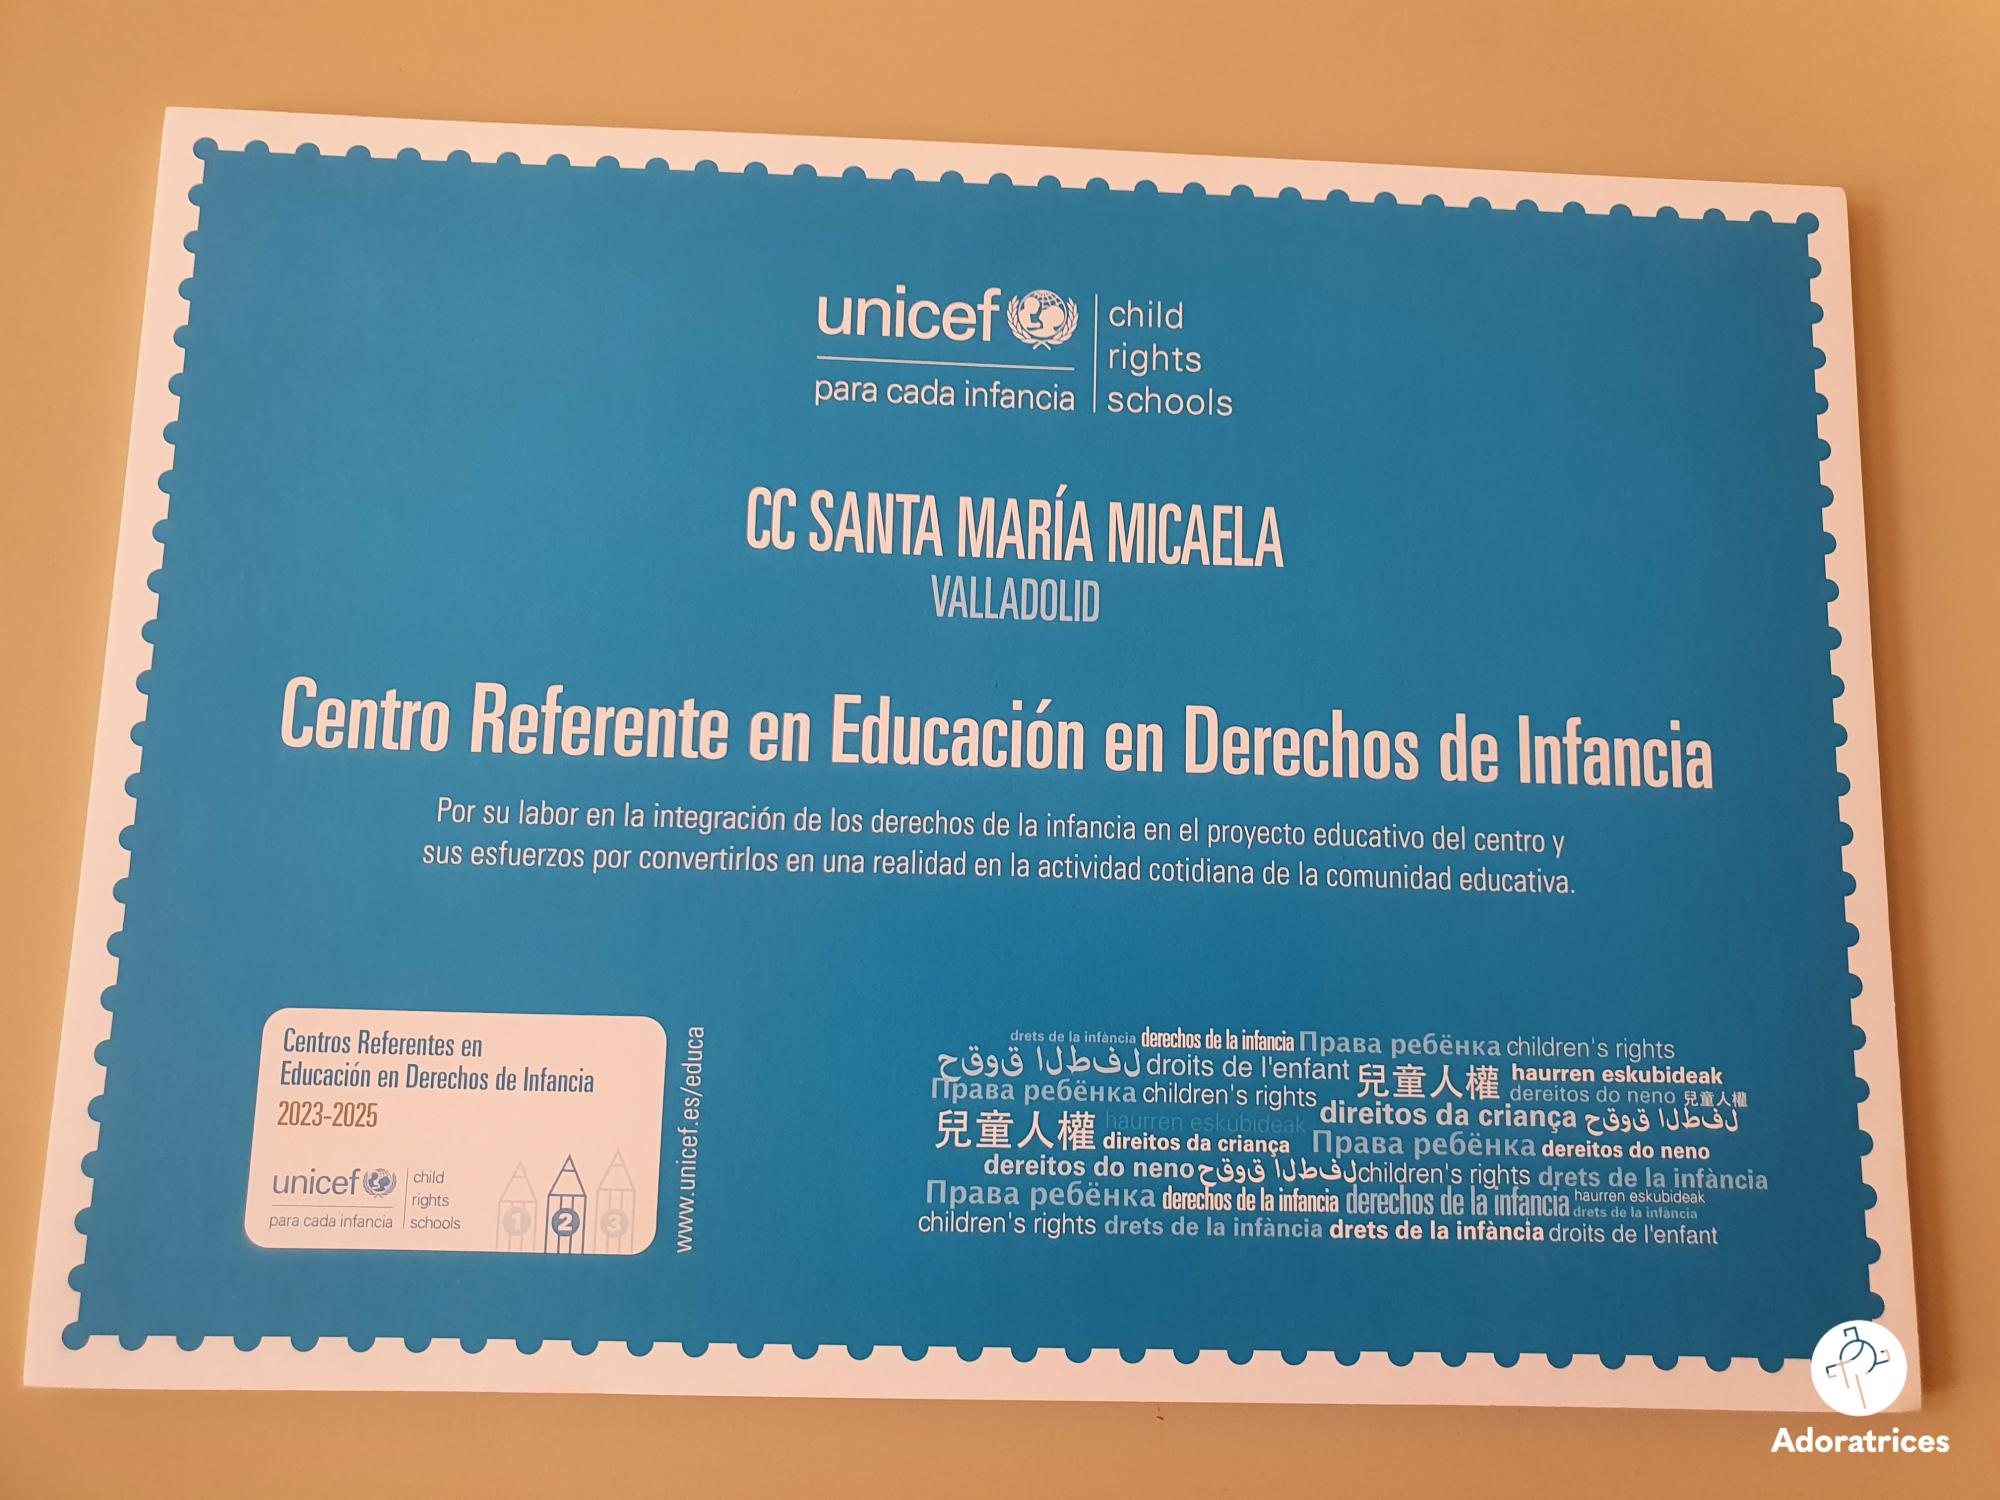 unicef
para cada infancia
child
rights
schools
CC SANTA MARÍA MICAELA
VALLADOLID
Centro Referente en Educación en Derechos de Infancia
Por su labor en la integración de los derechos de la infancia en el proyecto educativo del centro y
sus esfuerzos por convertirlos en una realidad en la actividad cotidiana de la comunidad educativa.
Centros Referentes en
Educación en Derechos de Infancia
2023-2025
unicef
para cada infancia
child
rights
schools
1 2 3
www.unicef.es/educa
drets de la infància derechos de la infancia Права ребёнка children's rights
حقوق الطفل droits de l'enfant 兒童人權 haurren eskubideak
Права ребёнка children's rights dereitos do neno 兒童人權
direitos da criança حقوق الطفل
兒童人權 haurren eskubideak
direitos da criança Права ребёнка dereitos do neno
dereitos do neno حقوق الطفل children's rights drets de la infància
Права ребёнка derechos de la infancia derechos de la infancia haurren eskubideak
drets de la infància
children's rights drets de la infància drets de la infància droits de l'enfant
Adoratrices